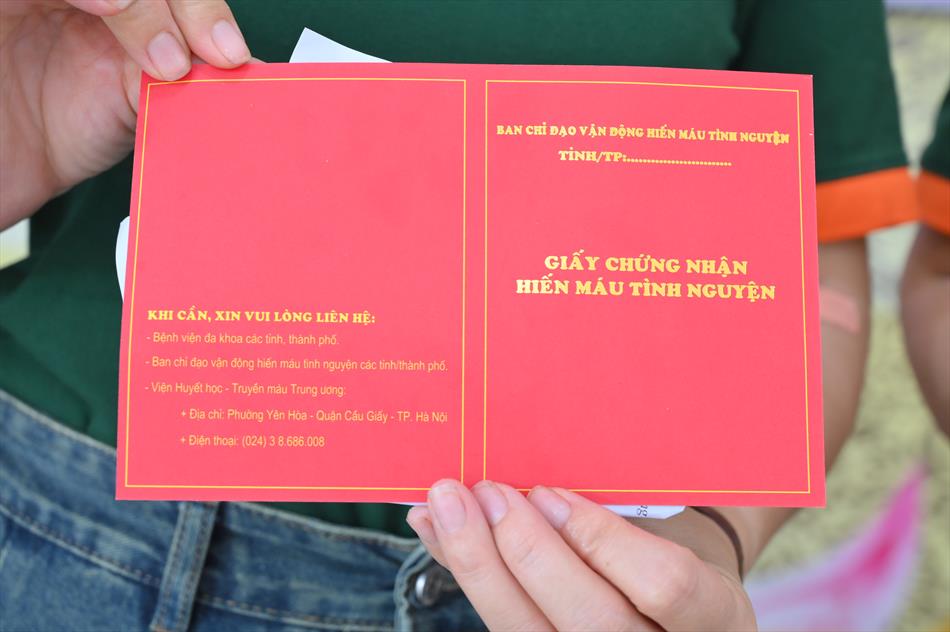 BAN CHỈ ĐẠO VẬN ĐỘNG HIẾN MÁU TÌNH NGUYỆN
TỈNH/TP:..........................
GIẤY CHỨNG NHẬN
HIẾN MÁU TÌNH NGUYỆN
KHI CẦN, XIN VUI LÒNG LIÊN HỆ:
- Bệnh viện đa khoa các tỉnh, thành phố.
- Ban chỉ đạo vận động hiến máu tình nguyện các tỉnh/thành phố.
- Viện Huyết học - Truyền máu Trung ương:
+ Địa chỉ: Phường Yên Hòa - Quận Cầu Giấy - TP. Hà Nội
+ Điện thoại: (024) 3 8.686.008